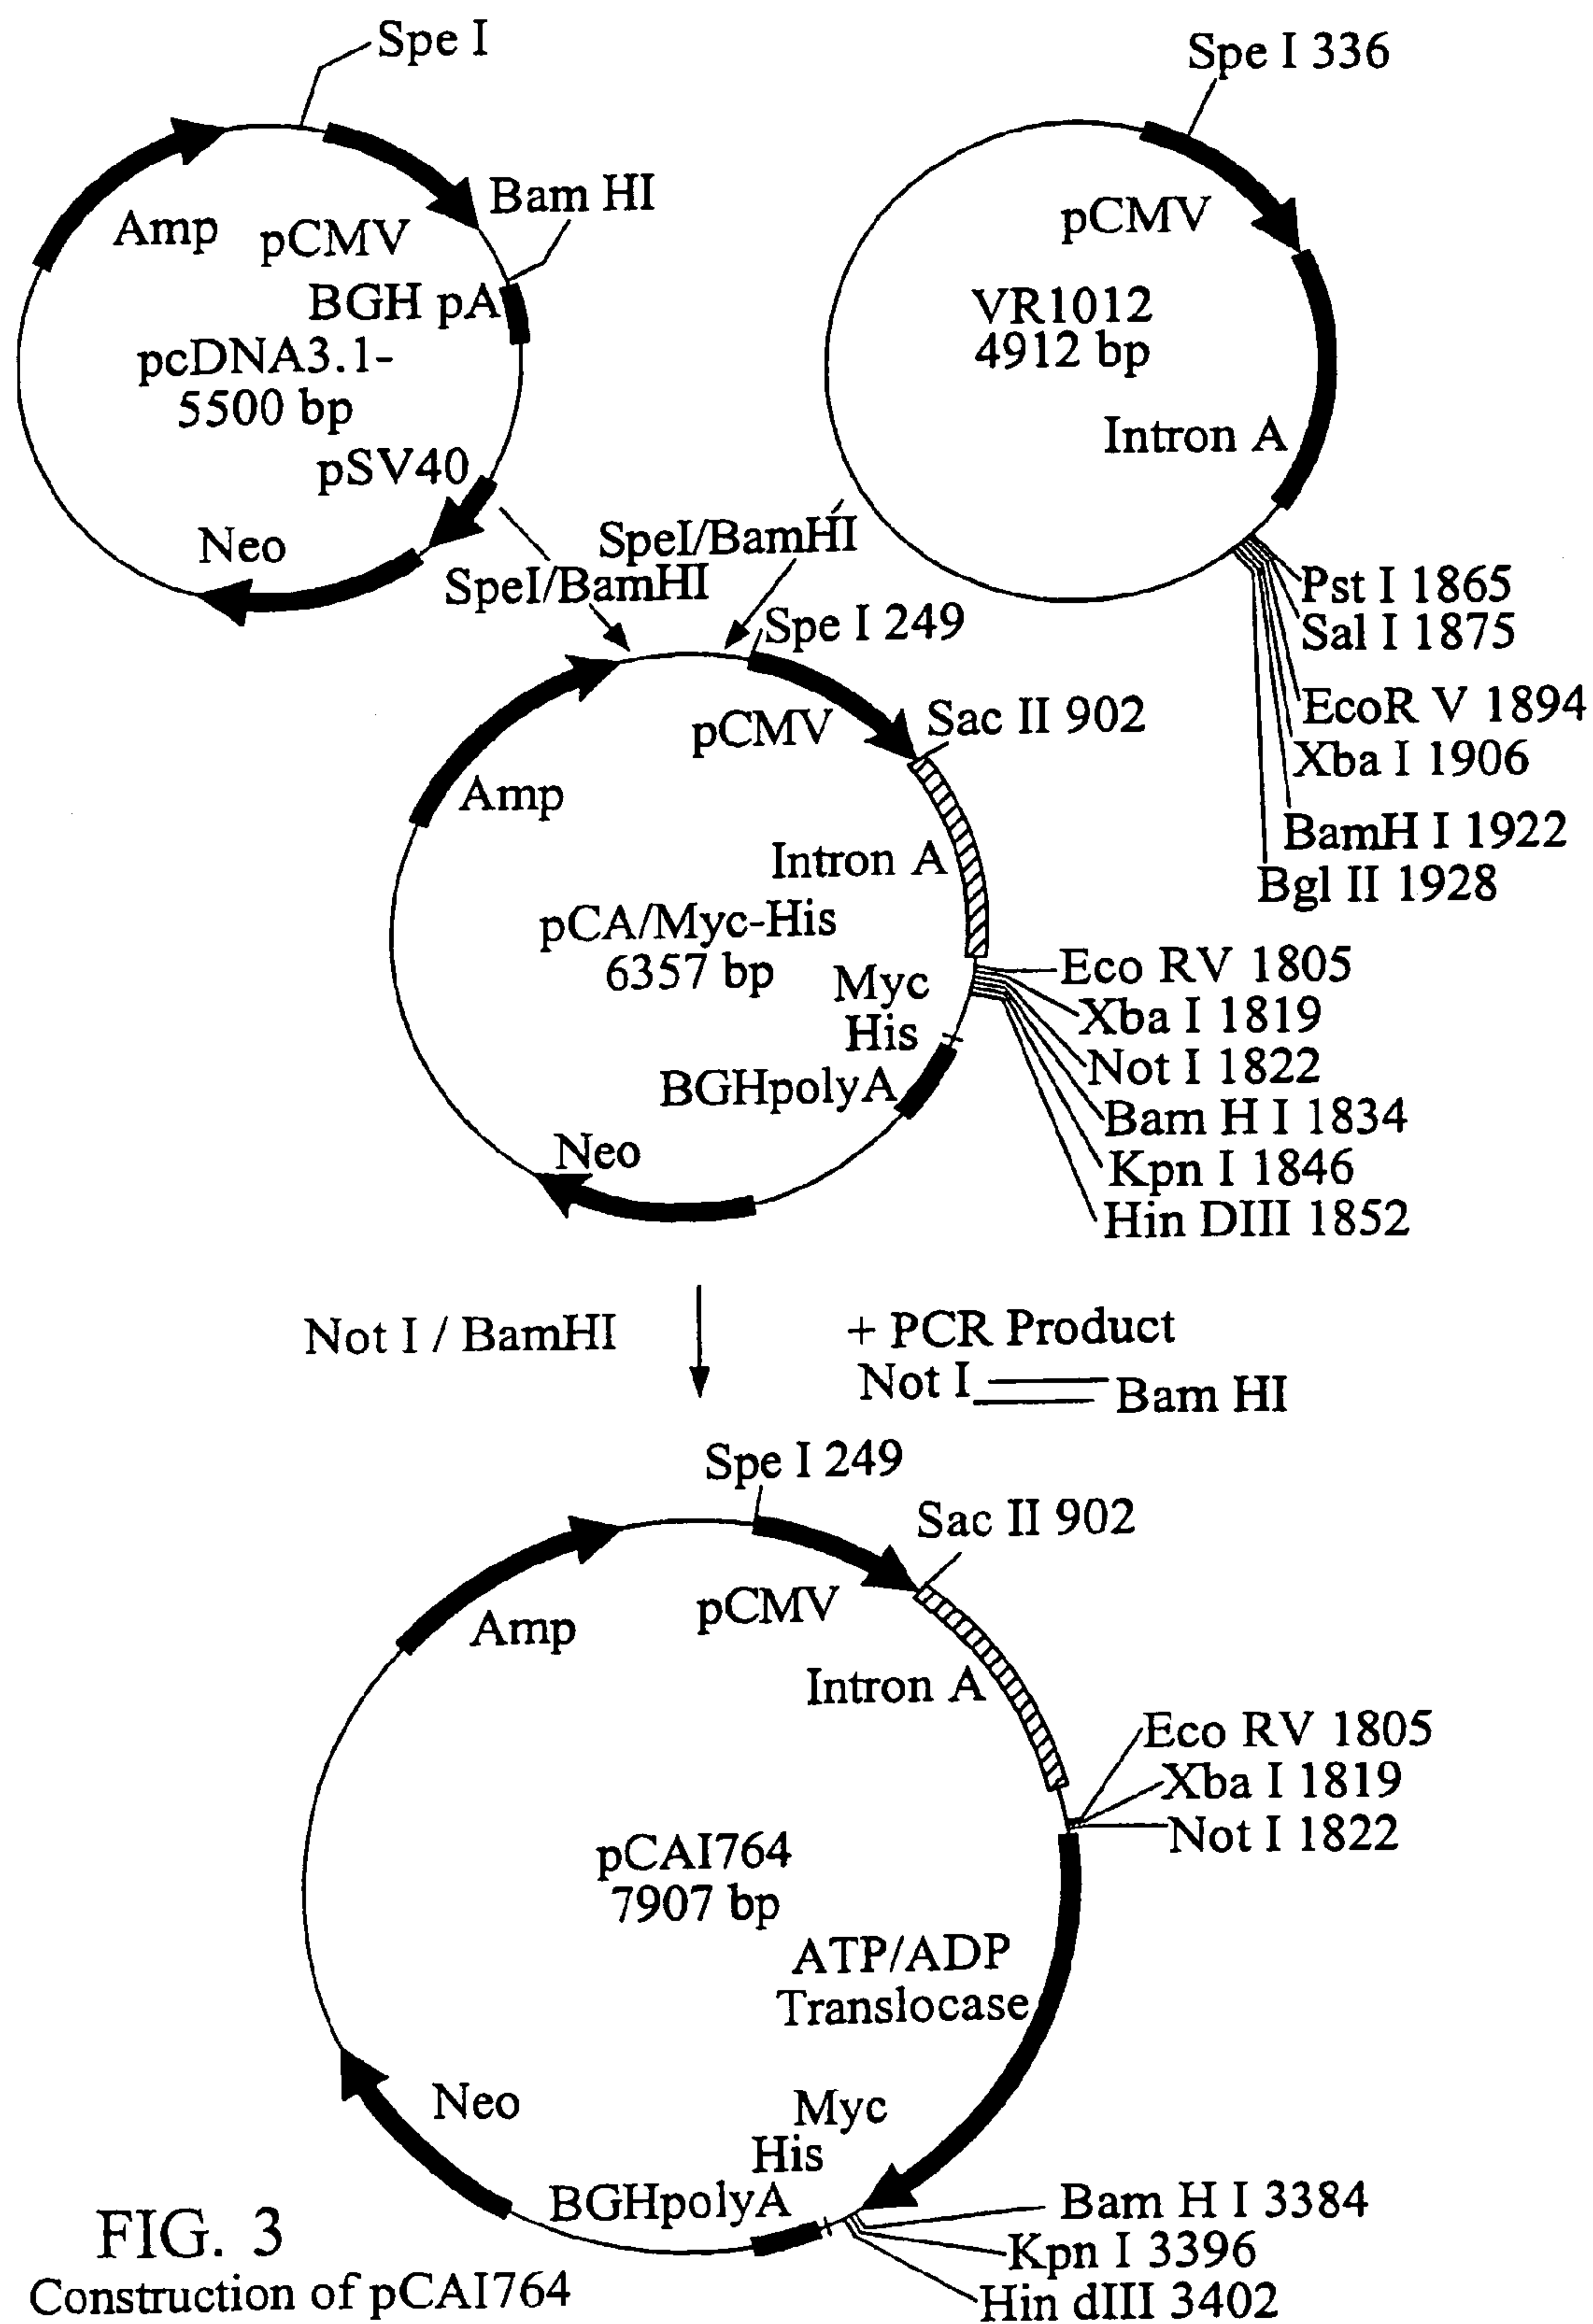 Spe I
Amp
pCMV
Bam HI
BGH pA
pcDNA3.1-
5500 bp
pSV40
Neo
SpeI/BamHI
Spe I 336
pCMV
VR1012
4912 bp
Intron A
SpeI/BamHI
Pst I 1865
Sal I 1875
EcoR V 1894
Xba I 1906
BamH I 1922
Bgl II 1928
Spe I 249
pCMV
Sac II 902
Amp
Intron A
pCA/Myc-His
6357 bp
Myc
His
BGHpolyA
Neo
Eco RV 1805
Xba I 1819
Not I 1822
Bam H I 1834
Kpn I 1846
Hin DIII 1852
Not I / BamHI
+ PCR Product
Not I Bam HI
Spe I 249
Sac II 902
pCMV
Amp
Intron A
Eco RV 1805
Xba I 1819
Not I 1822
pCAI764
7907 bp
ATP/ADP
Translocase
Neo
Myc
His
BGHpolyA
Bam H I 3384
Kpn I 3396
Hin dIII 3402
FIG. 3
Construction of pCAI764